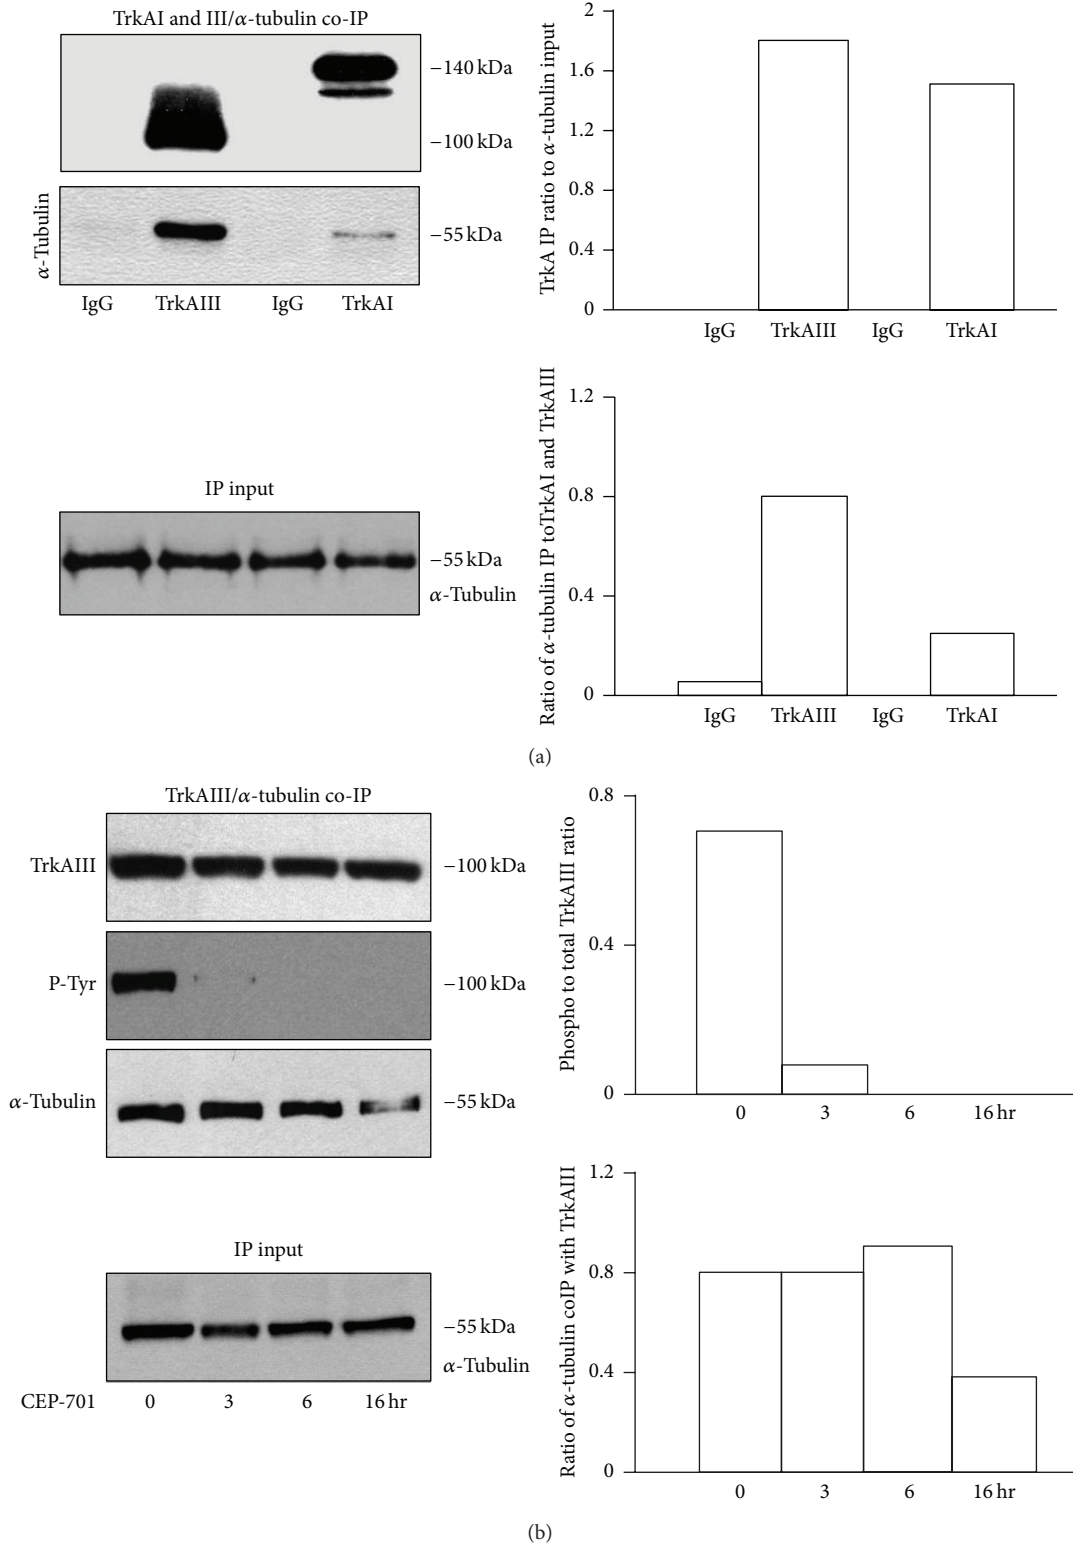 TrkAI and III/α-tubulin co-IP
−140 kDa
−100 kDa
α-Tubulin
−55 kDa
IgG TrkAIII IgG TrkAI
TrkA IP ratio to α-tubulin input
2
1.6
1.2
0.8
0.4
0
IgG TrkAIII IgG TrkAI
IP input
−55 kDa
α-Tubulin
Ratio of α-tubulin IP toTrkAI and TrkAIII
1.2
0.8
0.4
0
IgG TrkAIII IgG TrkAI
(a)
TrkAIII/α-tubulin co-IP
TrkAIII
−100 kDa
P-Tyr
−100 kDa
α-Tubulin
−55 kDa
Phospho to total TrkAIII ratio
0.8
0.4
0
0 3 6 16 hr
IP input
−55 kDa
α-Tubulin
CEP-701 0 3 6 16 hr
Ratio of α-tubulin coIP with TrkAIII
1.2
0.8
0.4
0
0 3 6 16 hr
(b)